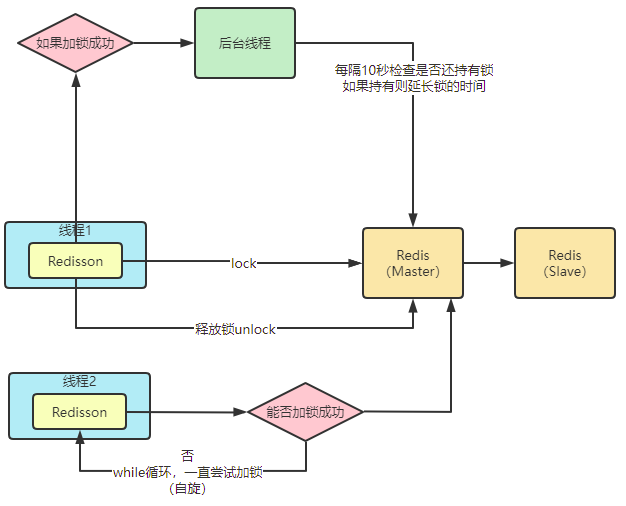 如果加锁成功
后台线程
每隔10秒检查是否还持有锁
如果持有则延长锁的时间
线程1
Redisson
lock
Redis
（Master）
Redis
（Slave）
释放锁unlock
线程2
Redisson
能否加锁成功
否
while循环，一直尝试加锁
（自旋）